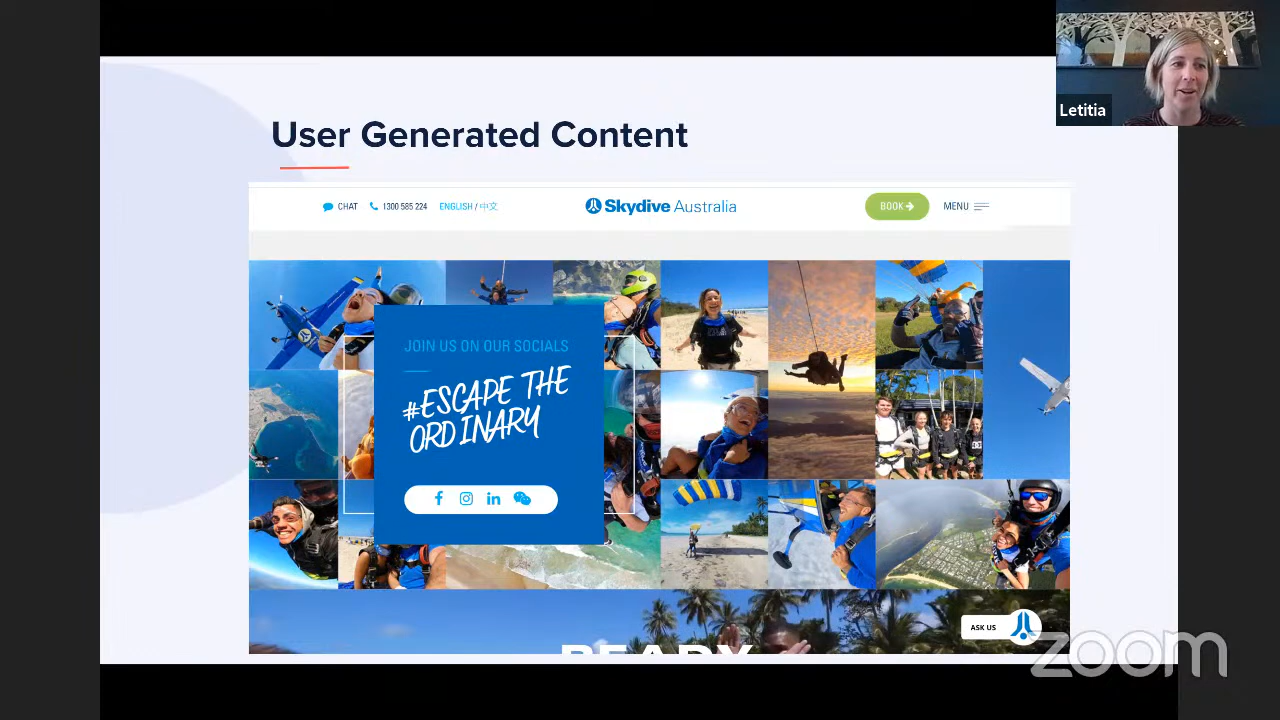 Letitia
User Generated Content
CHAT 1300 585 224 ENGLISH / 中文
Skydive Australia
BOOK
MENU
JOIN US ON OUR SOCIALS
#ESCAPE THE
ORDINARY
ASK US
READY
zoom